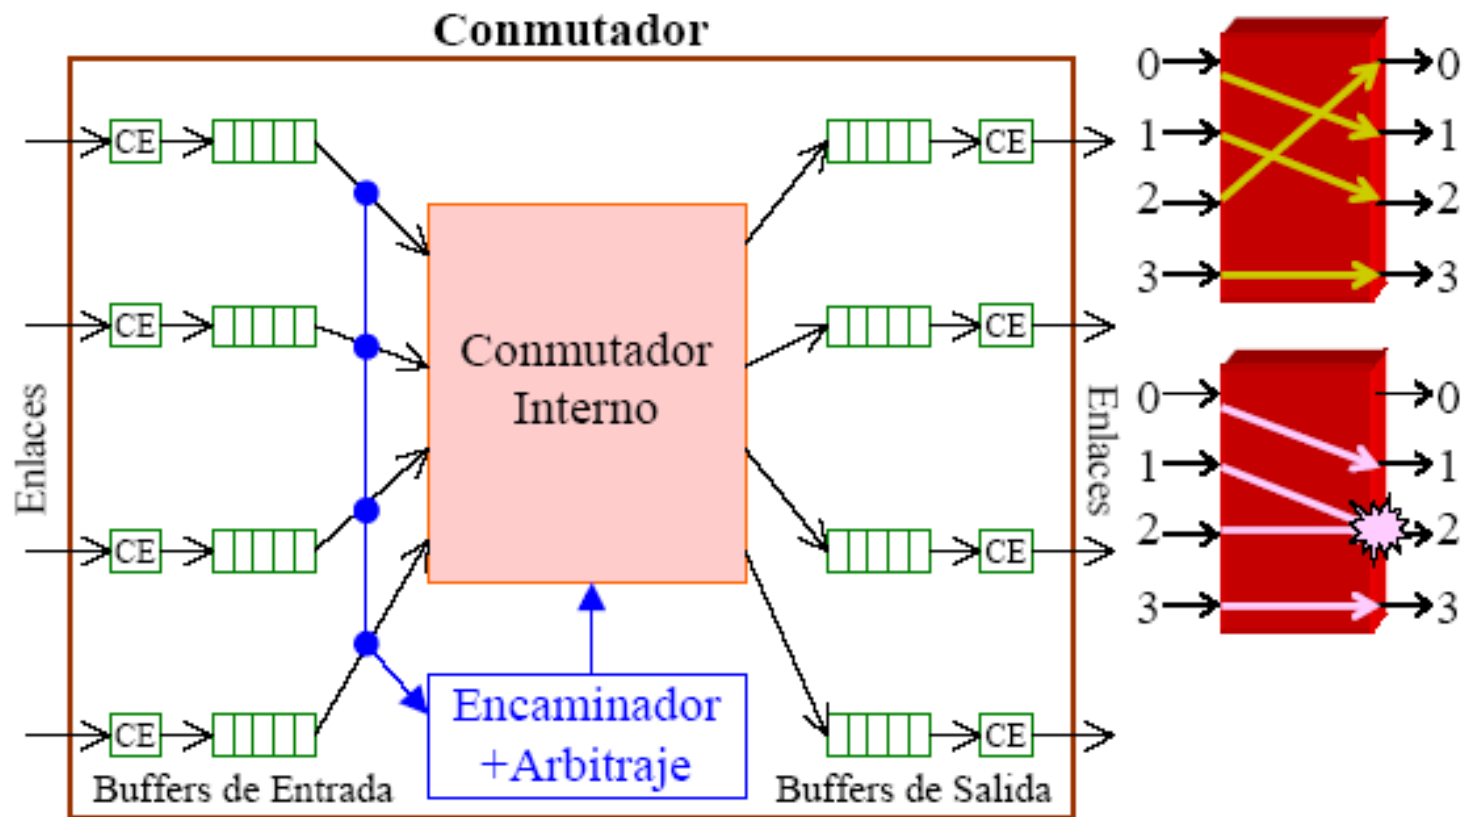 Conmutador
CE
CE
CE
CE
Enlaces
Buffers de Entrada
Conmutador
Interno
Encaminador
+Arbitraje
CE
CE
CE
CE
Enlaces
Buffers de Salida
0 0
1 1
2 2
3 3
0 0
1 1
2 2
3 3